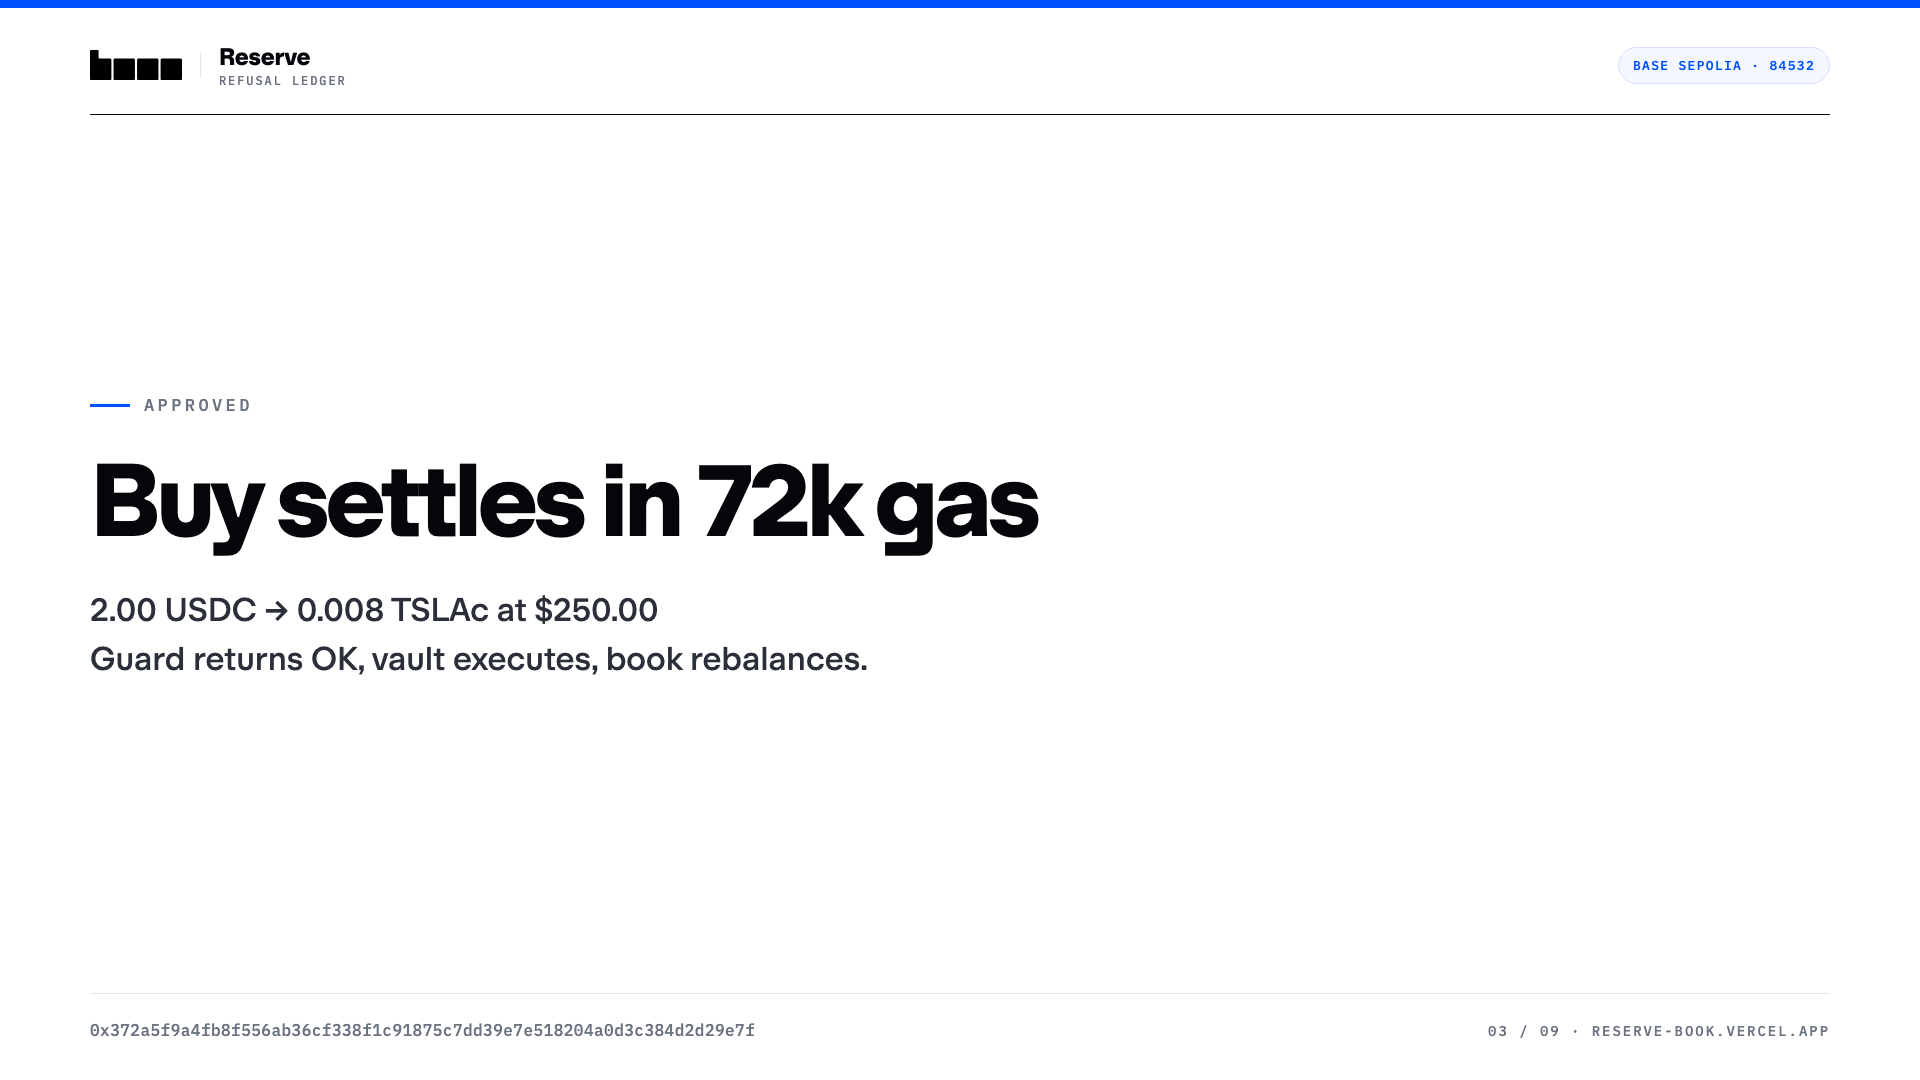 Reserve
REFUSAL LEDGER
BASE SEPOLIA · 84532
APPROVED
Buy settles in 72k gas
2.00 USDC → 0.008 TSLAc at $250.00
Guard returns OK, vault executes, book rebalances.
0x372a5f9a4fb8f556ab36cf338f1c91875c7dd39e7e518204a0d3c384d2d29e7f
03 / 09 · RESERVE-BOOK.VERCEL.APP